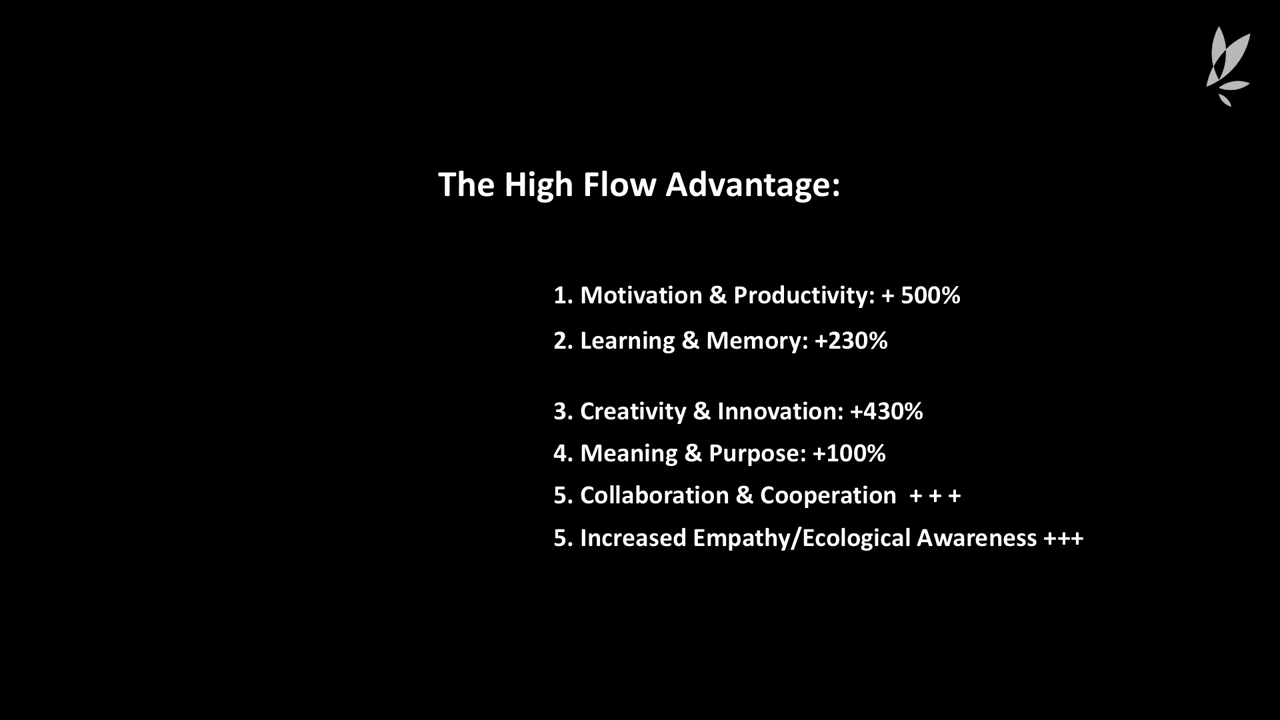 The High Flow Advantage:
1. Motivation & Productivity: + 500%
2. Learning & Memory: +230%
3. Creativity & Innovation: +430%
4. Meaning & Purpose: +100%
5. Collaboration & Cooperation  + + +
5. Increased Empathy/Ecological Awareness +++